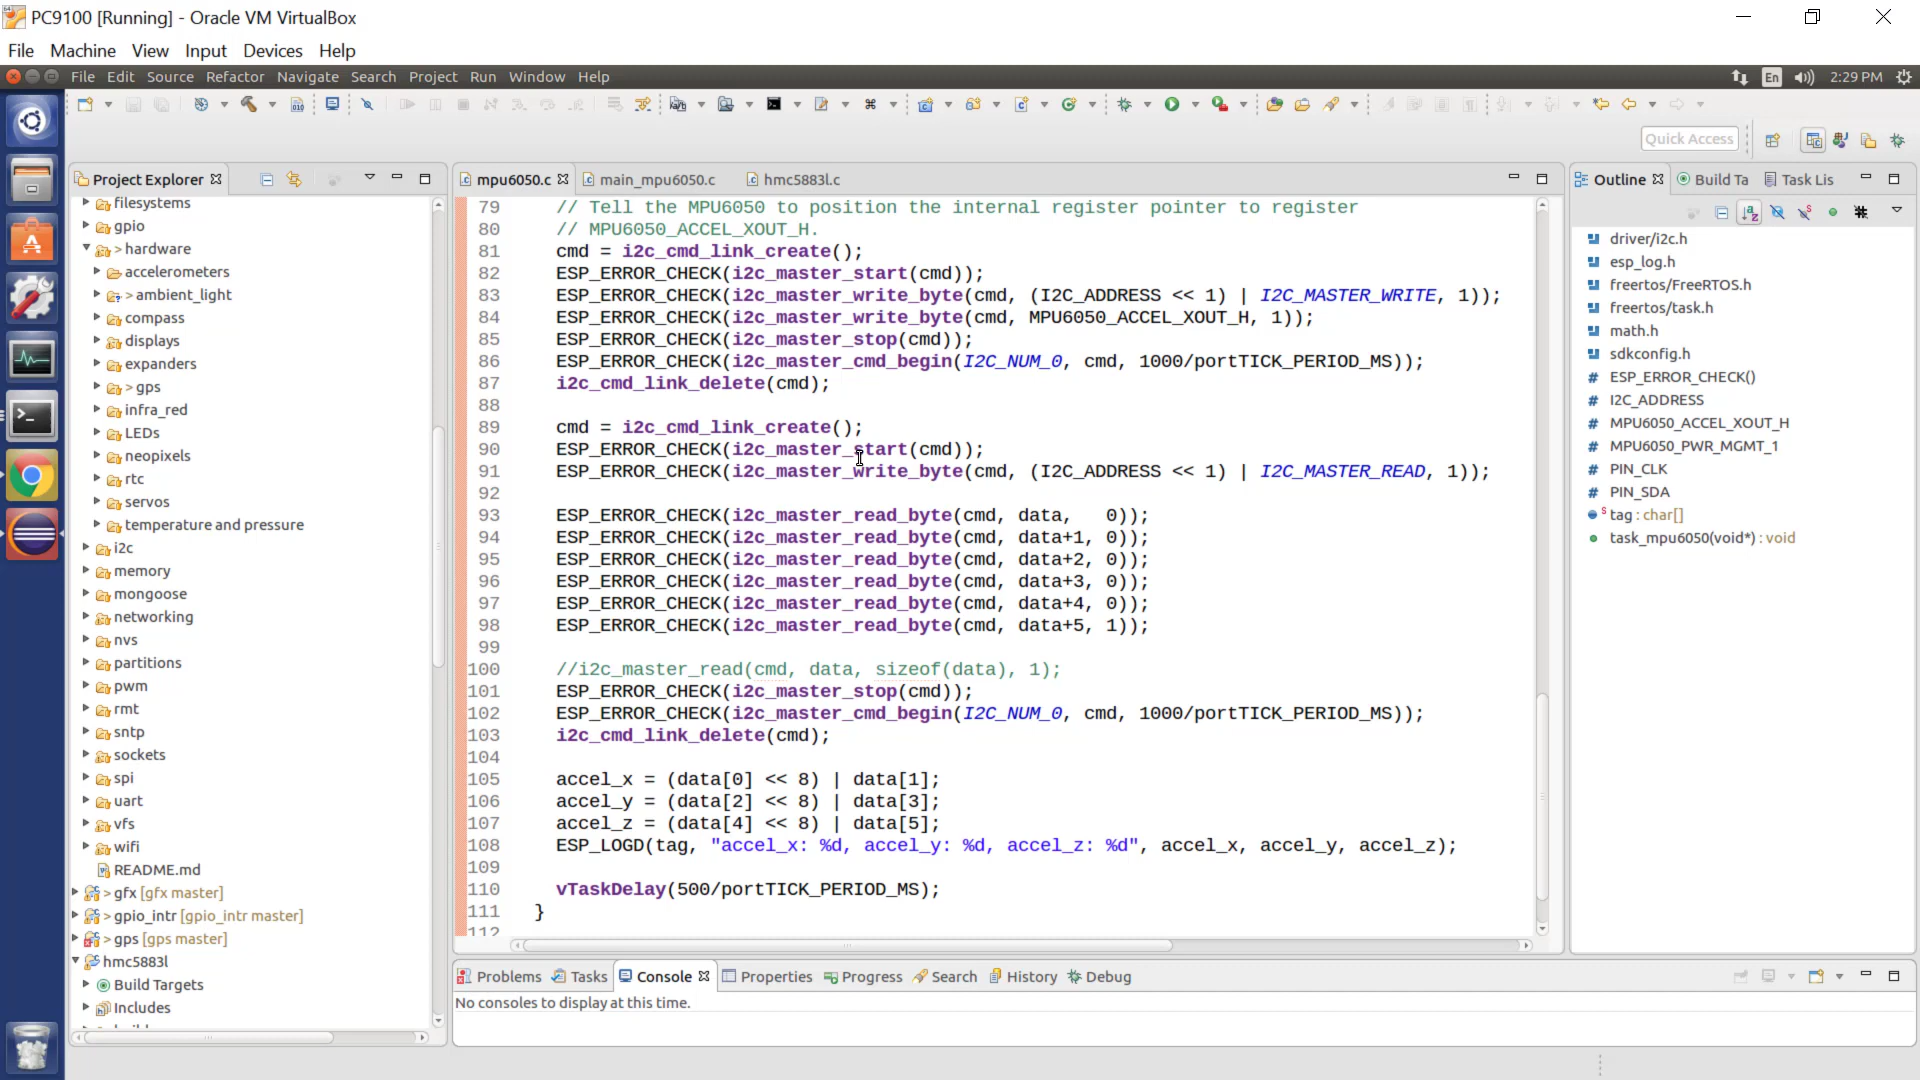 PC9100 [Running] - Oracle VM VirtualBox
File Machine View Input Devices Help
File Edit Source Refactor Navigate Search Project Run Window Help
En 2:29 PM
Quick Access
Project Explorer
filesystems
gpio
> hardware
accelerometers
> ambient_light
compass
displays
expanders
> gps
infra_red
LEDs
neopixels
rtc
servos
temperature and pressure
i2c
memory
mongoose
networking
nvs
partitions
pwm
rmt
sntp
sockets
spi
uart
vfs
wifi
README.md
> gfx [gfx master]
> gpio_intr [gpio_intr master]
> gps [gps master]
hmc5883l
Build Targets
Includes
mpu6050.c main_mpu6050.c hmc5883l.c
79 // Tell the MPU6050 to position the internal register pointer to register
80 // MPU6050_ACCEL_XOUT_H.
81 cmd = i2c_cmd_link_create();
82 ESP_ERROR_CHECK(i2c_master_start(cmd));
83 ESP_ERROR_CHECK(i2c_master_write_byte(cmd, (I2C_ADDRESS << 1) | I2C_MASTER_WRITE, 1));
84 ESP_ERROR_CHECK(i2c_master_write_byte(cmd, MPU6050_ACCEL_XOUT_H, 1));
85 ESP_ERROR_CHECK(i2c_master_stop(cmd));
86 ESP_ERROR_CHECK(i2c_master_cmd_begin(I2C_NUM_0, cmd, 1000/portTICK_PERIOD_MS));
87 i2c_cmd_link_delete(cmd);
88
89 cmd = i2c_cmd_link_create();
90 ESP_ERROR_CHECK(i2c_master_start(cmd));
91 ESP_ERROR_CHECK(i2c_master_write_byte(cmd, (I2C_ADDRESS << 1) | I2C_MASTER_READ, 1));
92
93 ESP_ERROR_CHECK(i2c_master_read_byte(cmd, data,   0));
94 ESP_ERROR_CHECK(i2c_master_read_byte(cmd, data+1, 0));
95 ESP_ERROR_CHECK(i2c_master_read_byte(cmd, data+2, 0));
96 ESP_ERROR_CHECK(i2c_master_read_byte(cmd, data+3, 0));
97 ESP_ERROR_CHECK(i2c_master_read_byte(cmd, data+4, 0));
98 ESP_ERROR_CHECK(i2c_master_read_byte(cmd, data+5, 1));
99
100 //i2c_master_read(cmd, data, sizeof(data), 1);
101 ESP_ERROR_CHECK(i2c_master_stop(cmd));
102 ESP_ERROR_CHECK(i2c_master_cmd_begin(I2C_NUM_0, cmd, 1000/portTICK_PERIOD_MS));
103 i2c_cmd_link_delete(cmd);
104
105 accel_x = (data[0] << 8) | data[1];
106 accel_y = (data[2] << 8) | data[3];
107 accel_z = (data[4] << 8) | data[5];
108 ESP_LOGD(tag, "accel_x: %d, accel_y: %d, accel_z: %d", accel_x, accel_y, accel_z);
109
110 vTaskDelay(500/portTICK_PERIOD_MS);
111 }
112
Outline Build Ta Task Lis
driver/i2c.h
esp_log.h
freertos/FreeRTOS.h
freertos/task.h
math.h
sdkconfig.h
# ESP_ERROR_CHECK()
# I2C_ADDRESS
# MPU6050_ACCEL_XOUT_H
# MPU6050_PWR_MGMT_1
# PIN_CLK
# PIN_SDA
S tag : char[]
task_mpu6050(void*) : void
Problems Tasks Console Properties Progress Search History Debug
No consoles to display at this time.